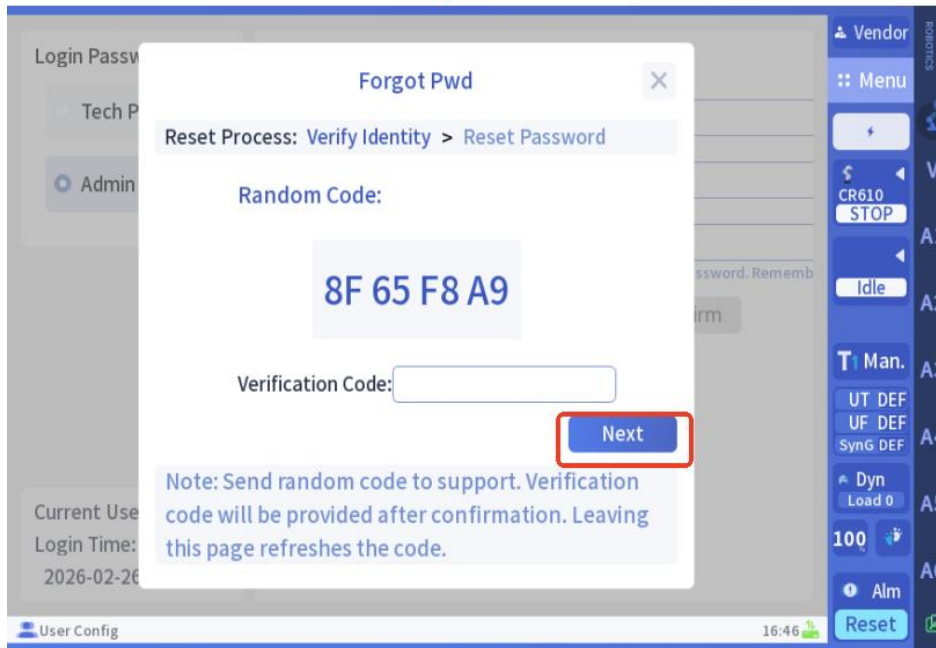 Login Passw
Tech P
Admin
Forgot Pwd
Reset Process: Verify Identity > Reset Password
Random Code:
8F 65 F8 A9
Verification Code:
Next
Note: Send random code to support. Verification
code will be provided after confirmation. Leaving
this page refreshes the code.
ssword. Rememb
irm
Current Use
Login Time:
2026-02-26
User Config
16:46
Vendor
Menu
CR610
STOP
Idle
T1 Man.
UT DEF
UF DEF
SynG DEF
Dyn
Load 0
100%
Alm
Reset
ROBOTICS